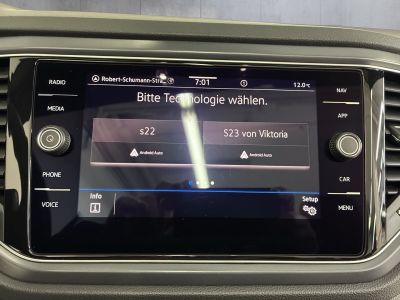 RADIO
MEDIA
PHONE
VOICE
Robert-Schumann-Straß
7:01
12.0°C
Bitte Technologie wählen.
s22
S23 von Viktoria
Android Auto
Android Auto
Info
Setup
NAV
APP
CAR
MENU